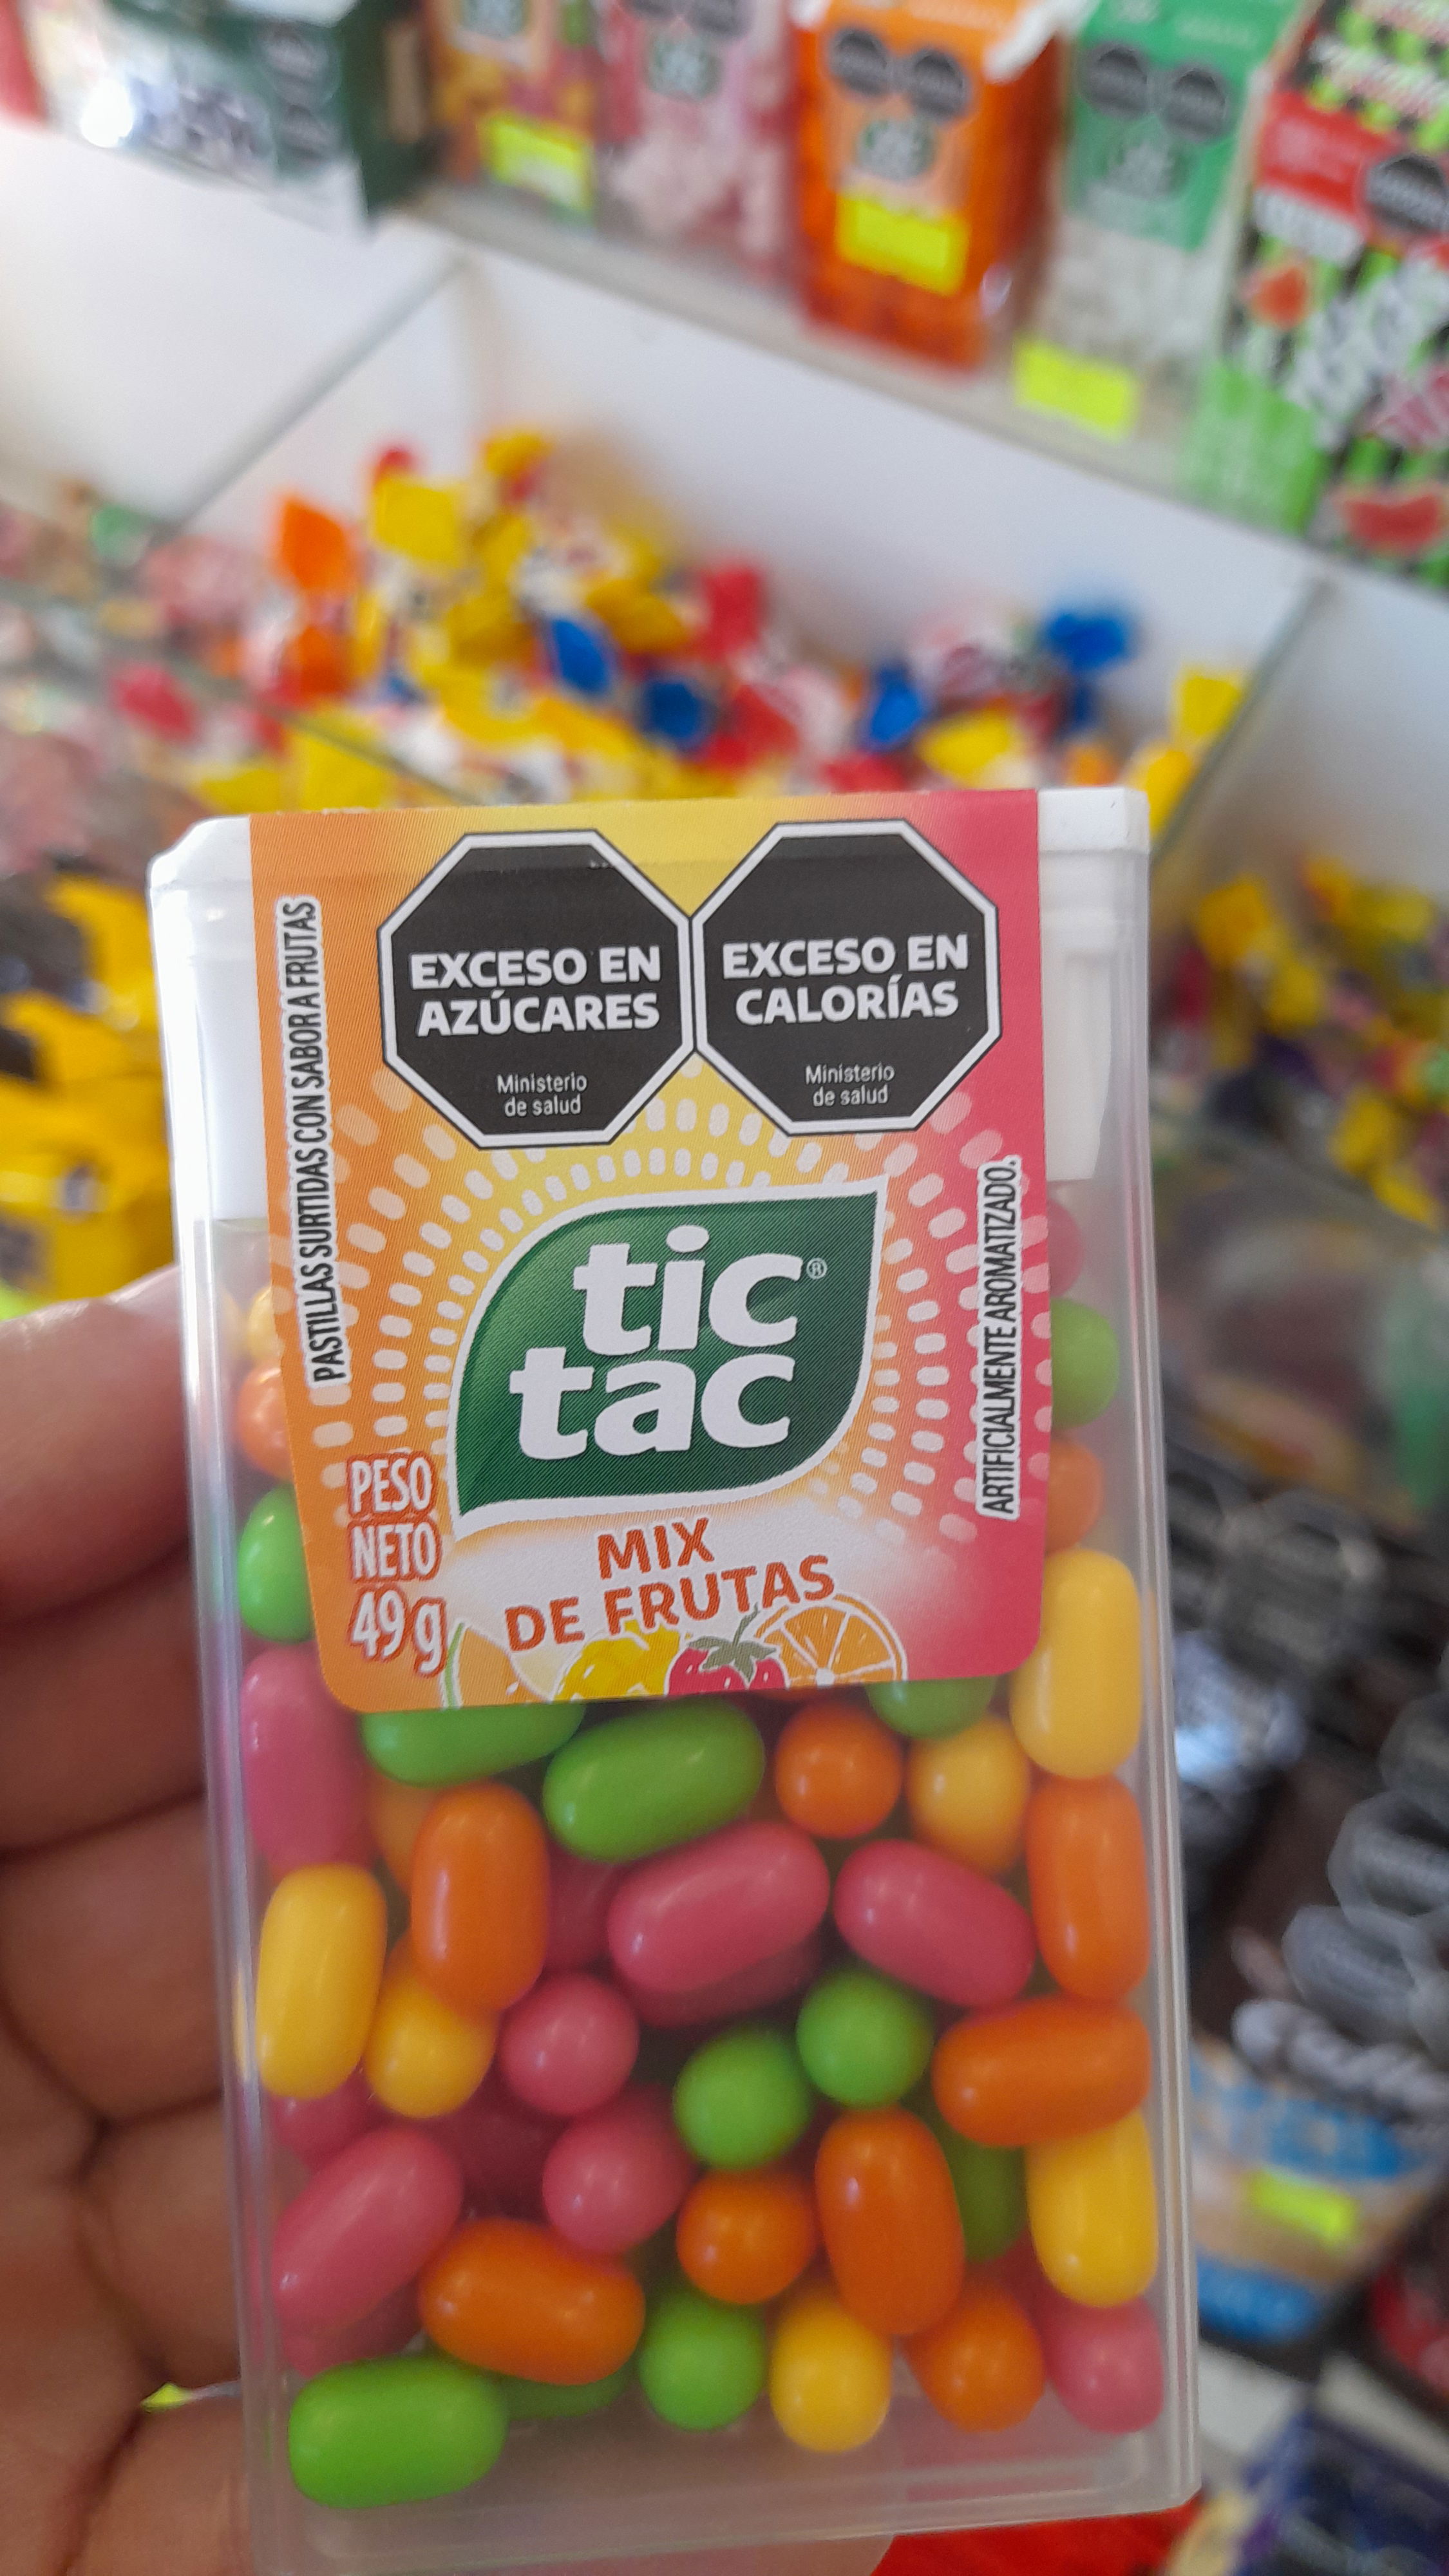 EXCESO EN
AZÚCARES
Ministerio
de salud
EXCESO EN
CALORÍAS
Ministerio
de salud
PASTILLAS SURTIDAS CON SABOR A FRUTAS
tic®
tac
ARTIFICIALMENTE AROMATIZADO.
PESO
NETO
49g
MIX
DE FRUTAS